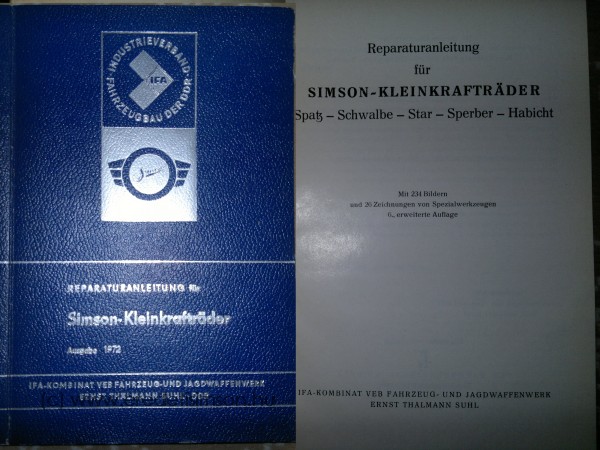 INDUSTRIEVERBAND
FAHRZEUGBAU DER DDR
IFA
Simson
REPARATURANLEITUNG für
Simson-Kleinkrafträder
Ausgabe 1972
IFA-KOMBINAT VEB FAHRZEUG-UND JAGDWAFFENWERK
ERNST THÄLMANN SUHL·DDR
Reparaturanleitung
für
SIMSON-KLEINKRAFTRÄDER
Spatz – Schwalbe – Star – Sperber – Habicht
Mit 234 Bildern
und 26 Zeichnungen von Spezialwerkzeugen
6., erweiterte Auflage
IFA-KOMBINAT VEB FAHRZEUG- UND JAGDWAFFENWERK
ERNST THÄLMANN SUHL